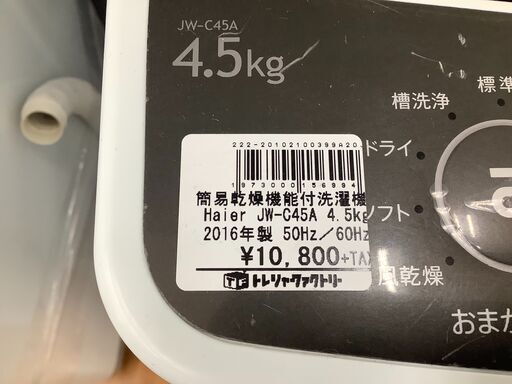 JW-C45A
4.5kg
標準
槽洗浄
ドライ
222-20102100399A20
1973000156994
簡易乾燥機能付洗濯機
Haier JW-C45A 4.5kg
ソフト
2016年製 50Hz/60Hz
¥10,800+TAX
風乾燥
TF トレジャーファクトリー
おまか